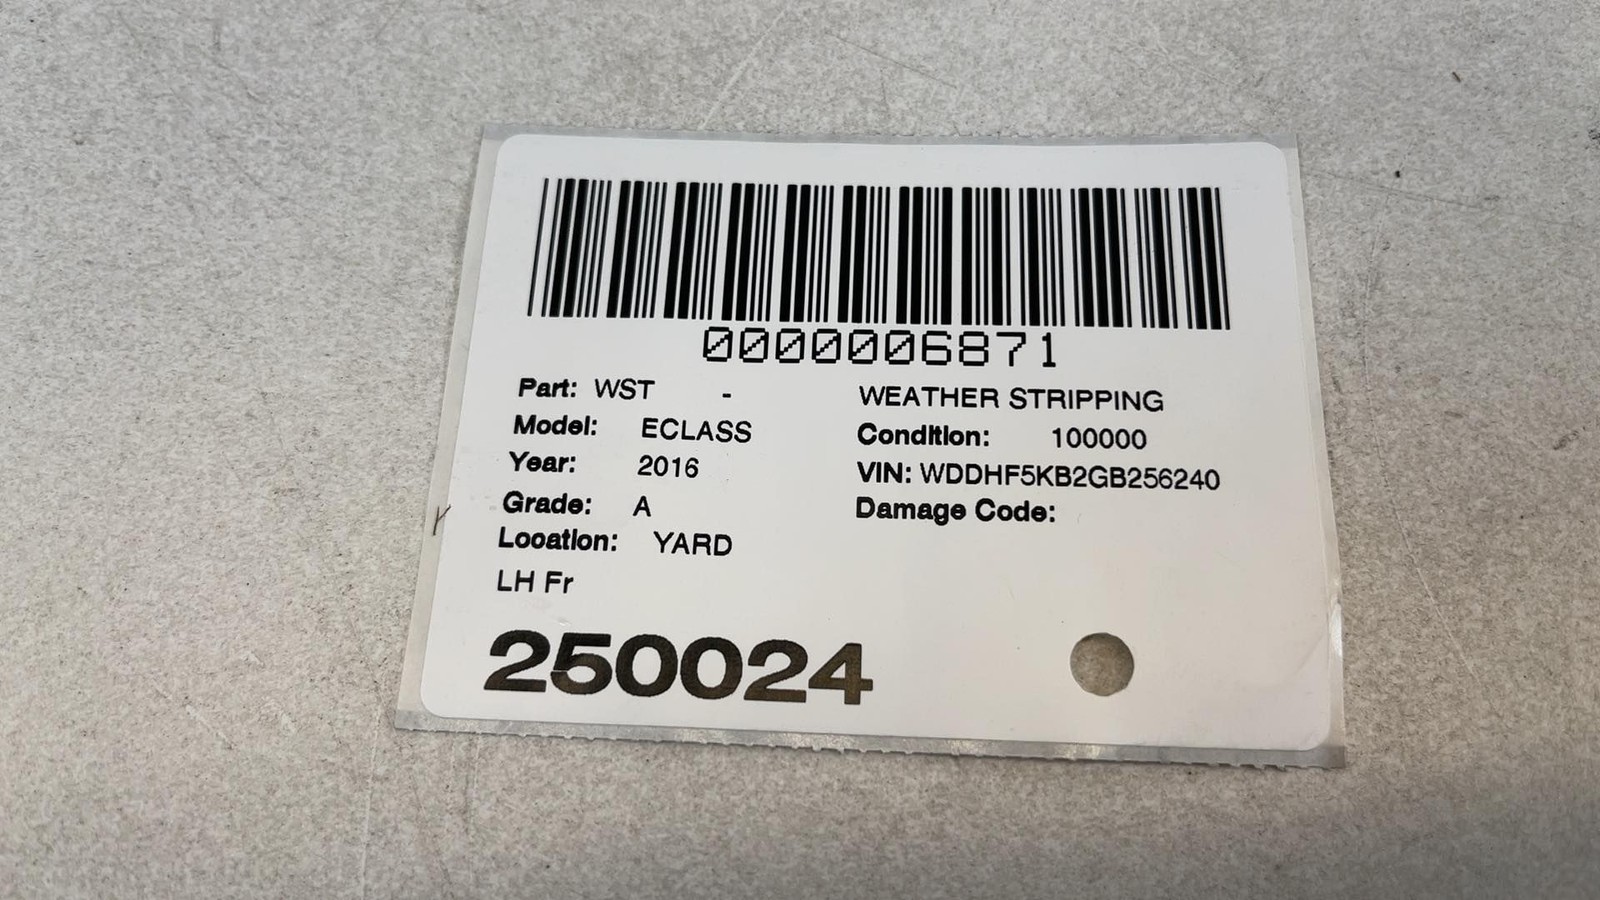 0000006871
Part: WST - WEATHER STRIPPING
Model: ECLASS Condition: 100000
Year: 2016 VIN: WDDHF5KB2GB256240
Grade: A Damage Code:
Location: YARD
LH Fr
250024